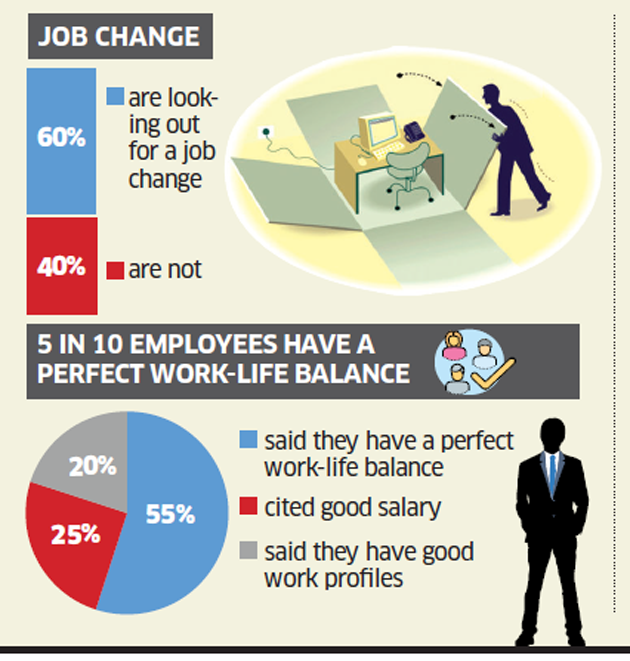 JOB CHANGE
60%
are look-
ing out
for a job
change
40%
are not
5 IN 10 EMPLOYEES HAVE A
PERFECT WORK-LIFE BALANCE
20%
25%
55%
said they have a perfect
work-life balance
cited good salary
said they have good
work profiles